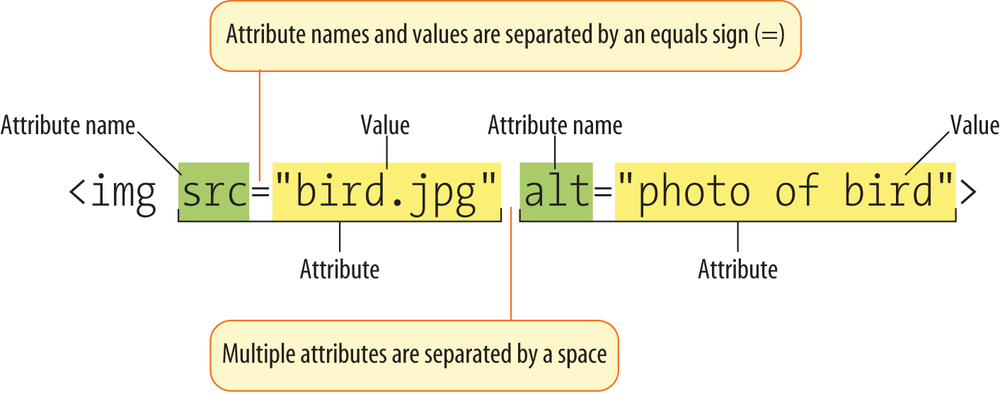 Attribute names and values are separated by an equals sign (=)
Attribute name
Value
Attribute name
Value
<img src="bird.jpg" alt="photo of bird">
Attribute
Attribute
Multiple attributes are separated by a space